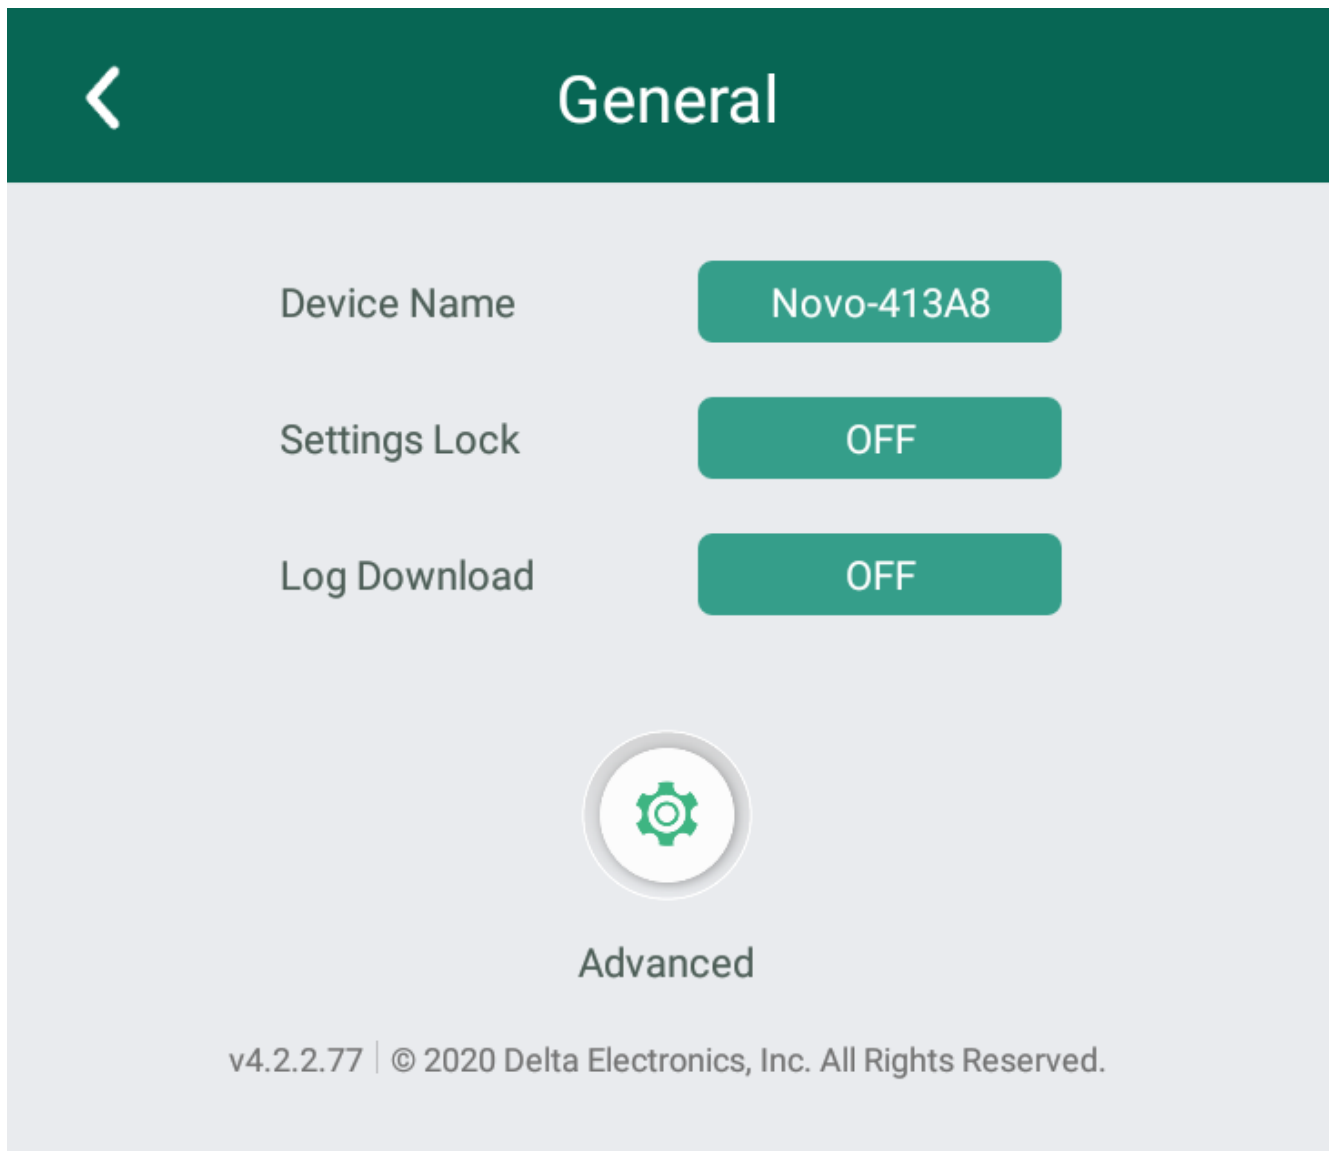 General
Device Name Novo-413A8
Settings Lock OFF
Log Download OFF
Advanced
v4.2.2.77 | © 2020 Delta Electronics, Inc. All Rights Reserved.